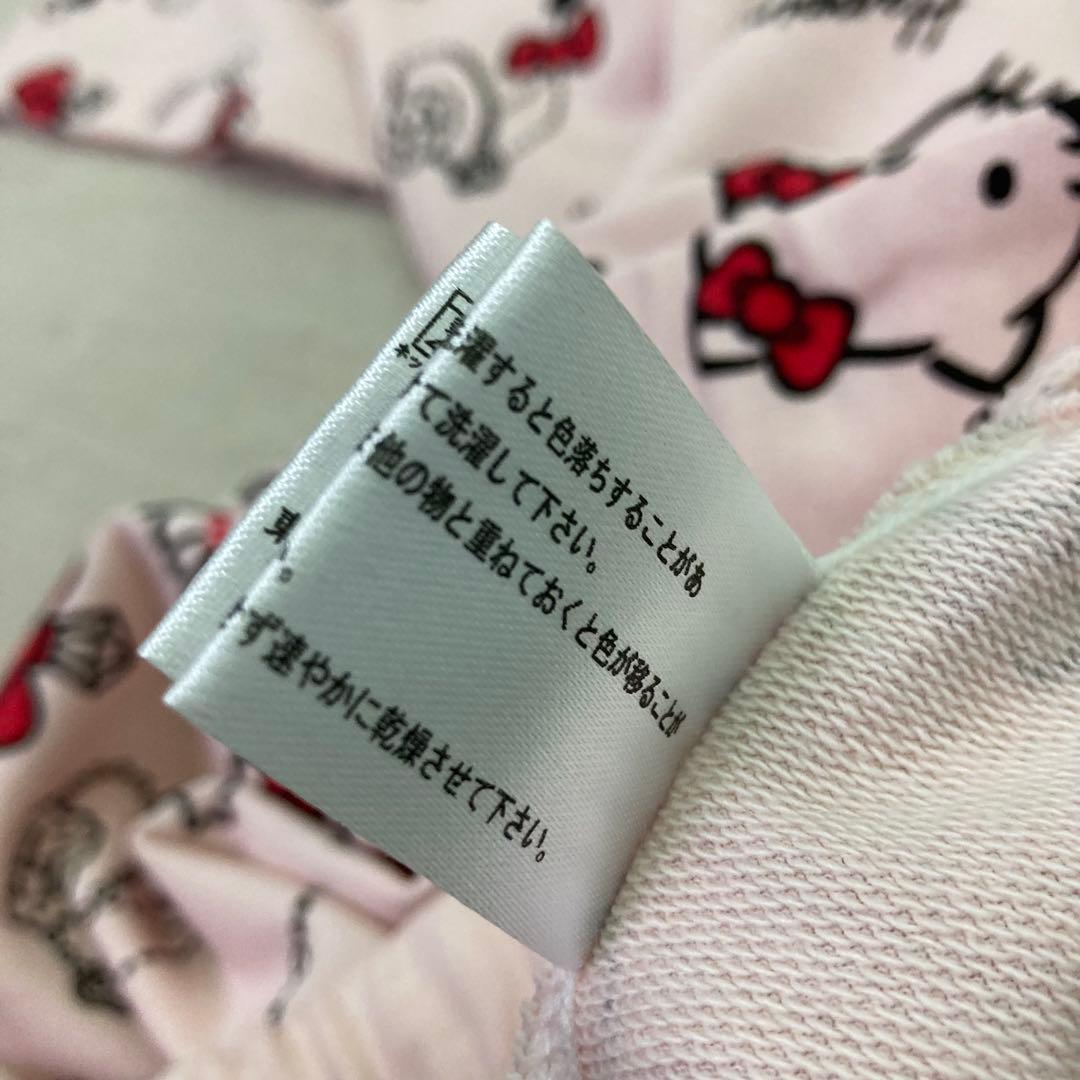 濯すると色落ちすることがあ
て洗濯して下さい。
他の物と重ねておくと色が移ることが
ず速やかに乾燥させて下さい。